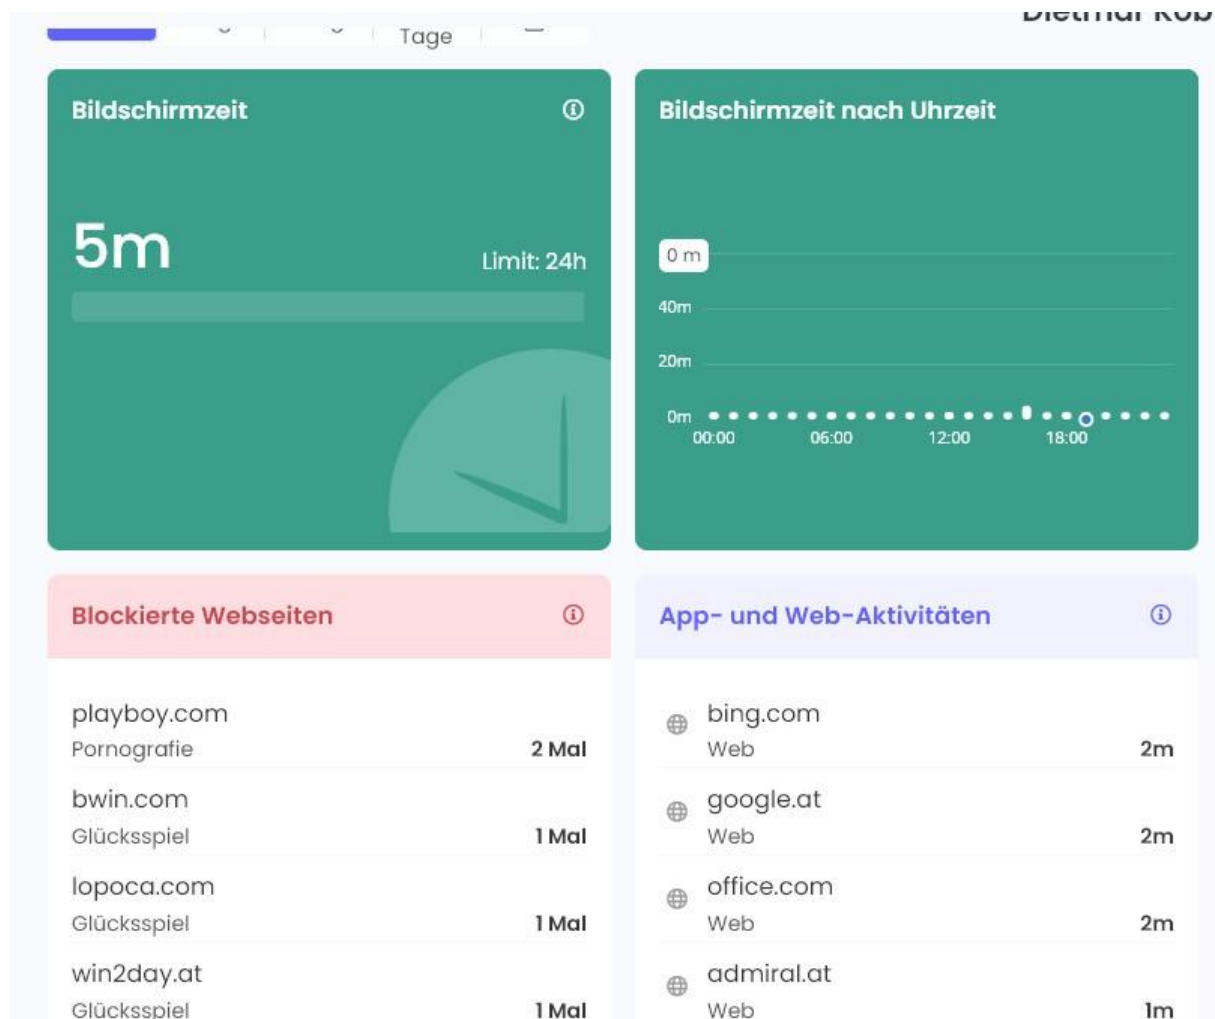 Dietmar
Tage
Bildschirmzeit
5m
Limit: 24h
Bildschirmzeit nach Uhrzeit
0 m
40m
20m
0m
00:00 06:00 12:00 18:00
Blockierte Webseiten
playboy.com
Pornografie 2 Mal
bwin.com
Glücksspiel 1 Mal
lopoca.com
Glücksspiel 1 Mal
win2day.at
Glücksspiel 1 Mal
App- und Web-Aktivitäten
bing.com
Web 2m
google.at
Web 2m
office.com
Web 2m
admiral.at
Web 1m